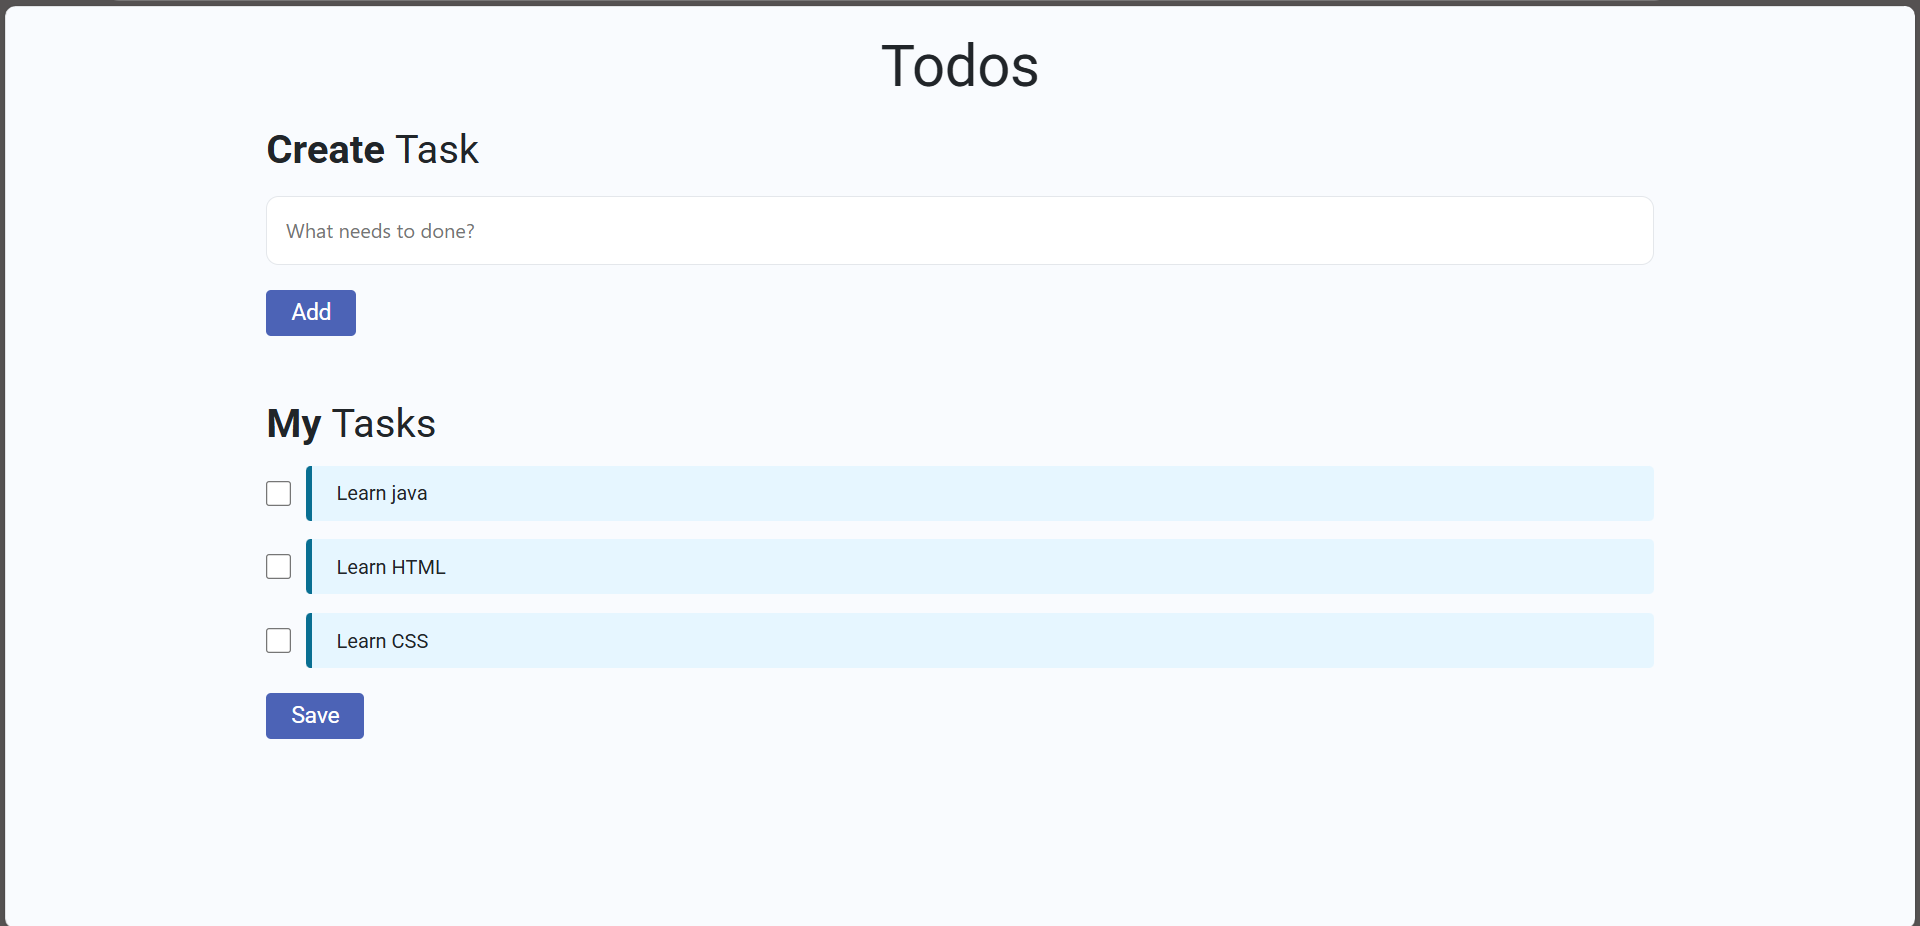 Todos
Create Task
What needs to done?
Add
My Tasks
Learn java
Learn HTML
Learn CSS
Save